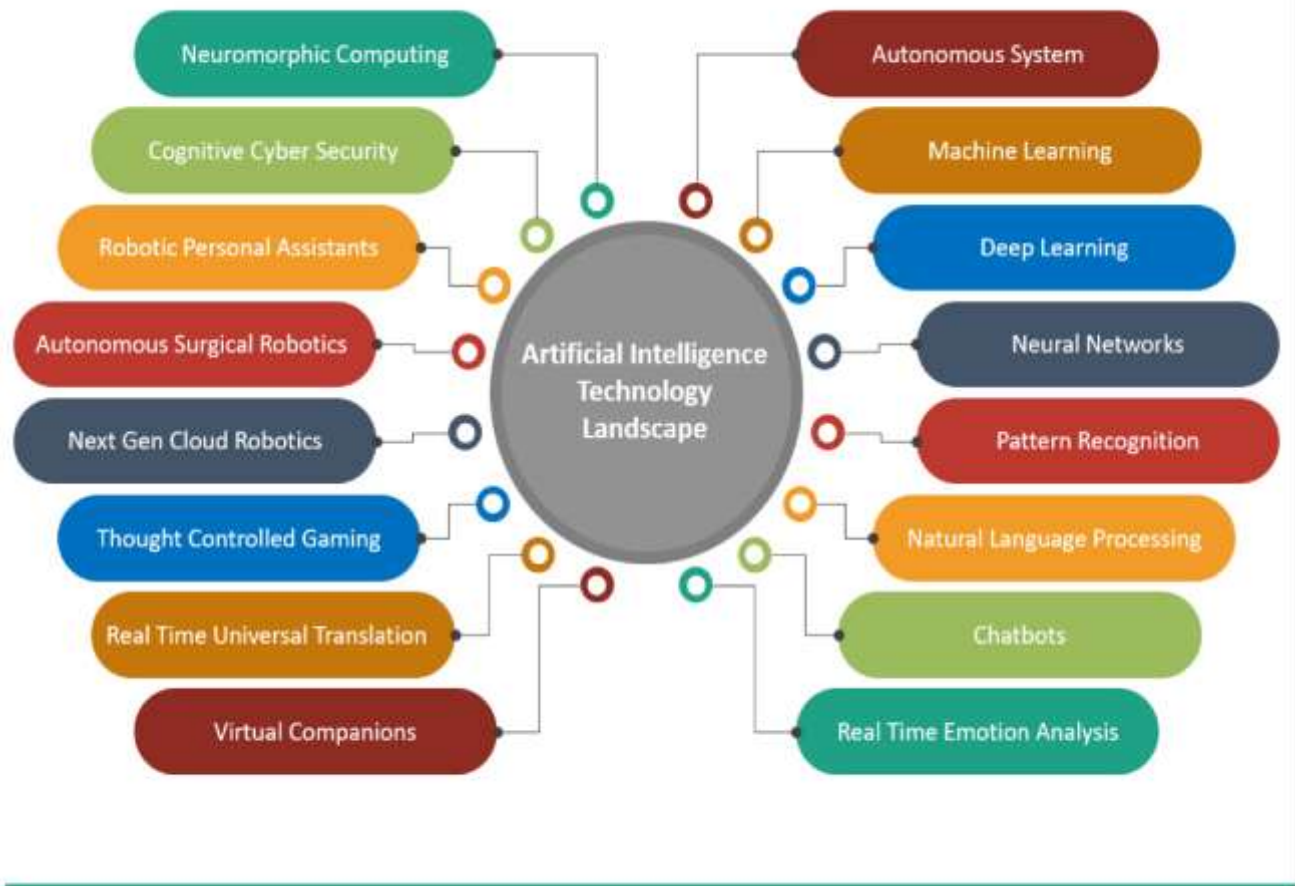 Neuromorphic Computing
Autonomous System
Cognitive Cyber Security
Machine Learning
Robotic Personal Assistants
Deep Learning
Autonomous Surgical Robotics
Neural Networks
Artificial Intelligence
Technology
Landscape
Next Gen Cloud Robotics
Pattern Recognition
Thought Controlled Gaming
Natural Language Processing
Real Time Universal Translation
Chatbots
Virtual Companions
Real Time Emotion Analysis